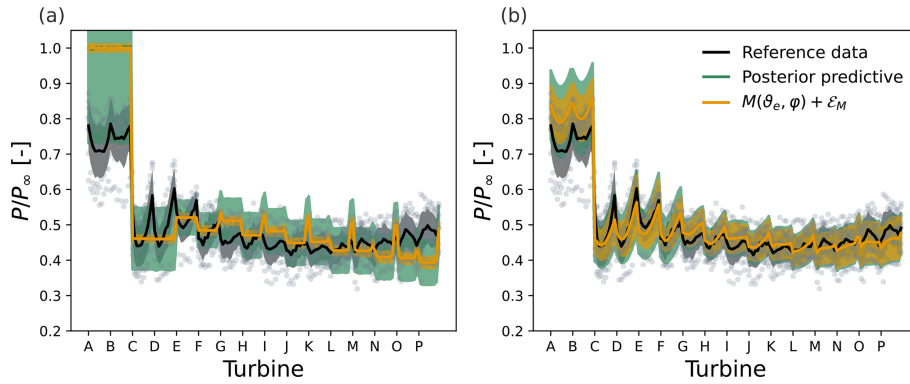 (a)
(b)
P/P∞ [-]
1.0
0.9
0.8
0.7
0.6
0.5
0.4
0.3
0.2
A B C D E F G H I J K L M N O P
Turbine
P/P∞ [-]
1.0
0.9
0.8
0.7
0.6
0.5
0.4
0.3
0.2
Reference data
Posterior predictive
M(ϑₑ, φ) + ℰ_M
A B C D E F G H I J K L M N O P
Turbine